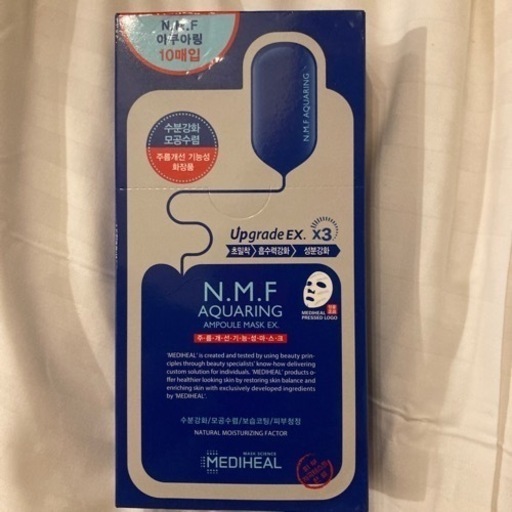 N.M.F
아쿠아링
10매입
N.M.F AQUARING
수분강화
모공수렴
주름개선 기능성
화장품
Upgrade EX. x3
초밀착 흡수력강화 성분강화
N.M.F
AQUARING
AMPOULE MASK EX.
주·름·개·선·기·능·성·마·스·크
MEDIHEAL
PRESSED LOGO
'MEDIHEAL' is created and tested by using beauty prin-
ciples through beauty specialists' know-how delivering
custom solution for individuals. 'MEDIHEAL' products o-
ffer healthier looking skin by restoring skin balance and
enriching skin with exclusively developed ingredients
by 'MEDIHEAL'.
수분강화/모공수렴/보습코팅/피부청정
NATURAL MOISTURIZING FACTOR
MASK SCIENCE
MEDIHEAL